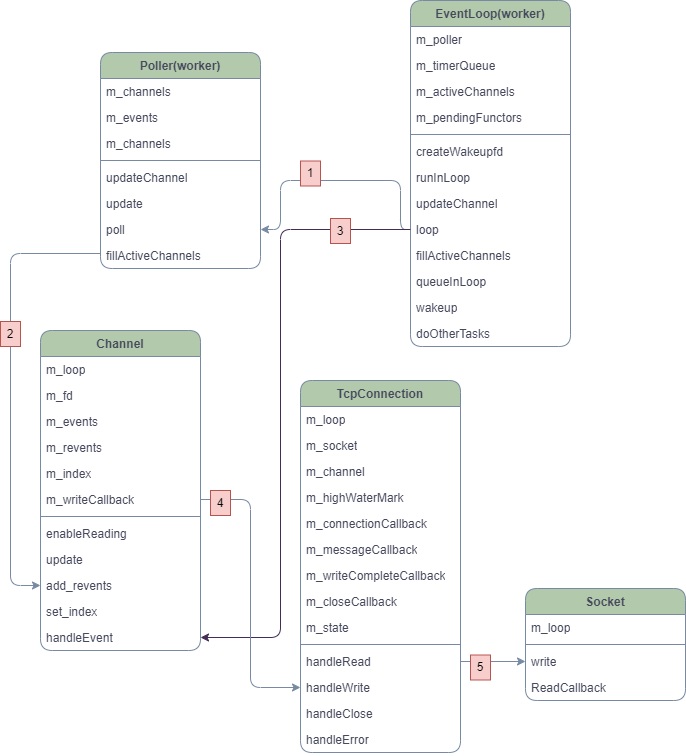 EventLoop(worker)
m_poller
m_timerQueue
m_activeChannels
m_pendingFunctors
createWakeupfd
runInLoop
updateChannel
loop
fillActiveChannels
queueInLoop
wakeup
doOtherTasks
Poller(worker)
m_channels
m_events
m_channels
updateChannel
update
poll
fillActiveChannels
1
3
2
Channel
m_loop
m_fd
m_events
m_revents
m_index
m_writeCallback
enableReading
update
add_revents
set_index
handleEvent
4
TcpConnection
m_loop
m_socket
m_channel
m_highWaterMark
m_connectionCallback
m_messageCallback
m_writeCompleteCallback
m_closeCallback
m_state
handleRead
handleWrite
handleClose
handleError
5
Socket
m_loop
write
ReadCallback